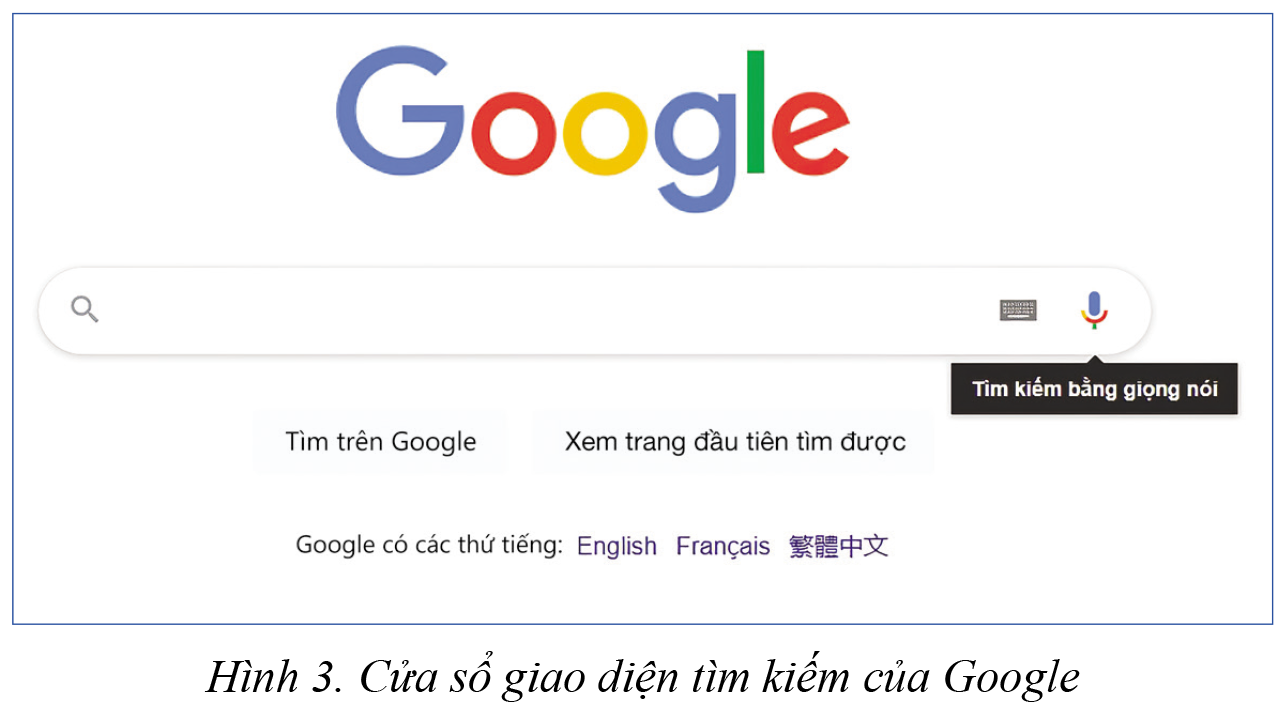 Google
Tìm kiếm bằng giọng nói
Tìm trên Google Xem trang đầu tiên tìm được
Google có các thứ tiếng: English Français 繁體中文
Hình 3. Cửa sổ giao diện tìm kiếm của Google